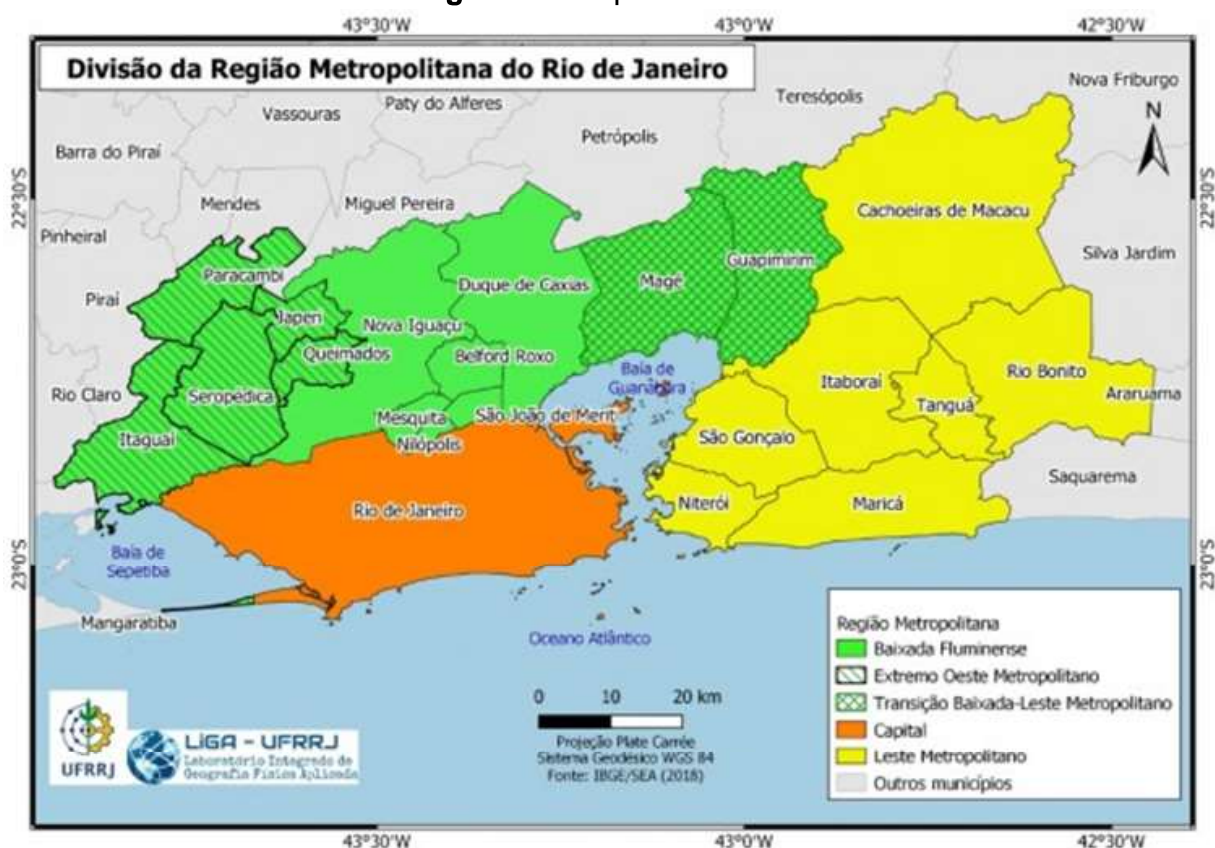 43°30'W 43°0'W 42°30'W
Divisão da Região Metropolitana do Rio de Janeiro
Nova Friburgo
Teresópolis
Paty do Alferes
Vassouras
N
Petrópolis
Barra do Piraí
22°30'S
22°30'S
Mendes
Miguel Pereira
Cachoeiras de Macacu
Pinheiral
Silva Jardim
Guapimirim
Paracambi
Magé
Duque de Caxias
Piraí
Japeri
Nova Iguaçu
Queimados
Belford Roxo
Baía de
Guanabara
Rio Bonito
Itaboraí
Rio Claro
Seropédica
Araruama
Tanguá
Mesquita
São João de Merit
Itaguaí
São Gonçalo
Nilópolis
Saquarema
Niterói
Maricá
Rio de Janeiro
Baía de
Sepetiba
23°0'S
23°0'S
Mangaratiba
Oceano Atlântico
Região Metropolitana
Baixada Fluminense
Extremo Oeste Metropolitano
Transição Baixada-Leste Metropolitano
Capital
Leste Metropolitano
Outros municípios
0 10 20 km
Projeção Plate Carrée
Sistema Geodésico WGS 84
Fonte: IBGE/SEA (2018)
UFRRJ
LiGA - UFRRJ
Laboratório Integrado de
Geografia Física Aplicada
43°30'W 43°0'W 42°30'W